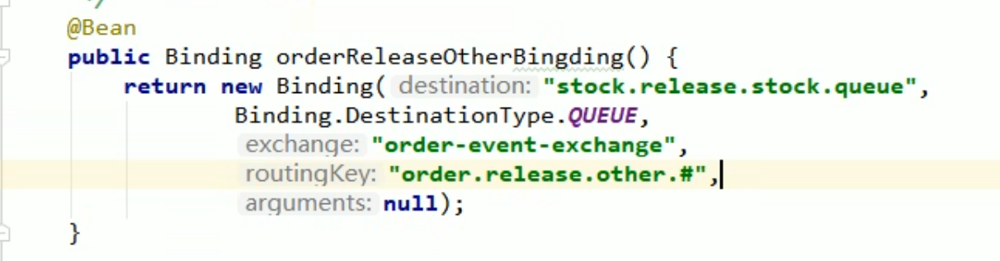 */
@Bean
public Binding orderReleaseOtherBingding() {
return new Binding( destination: "stock.release.stock.queue",
Binding.DestinationType.QUEUE,
exchange: "order-event-exchange",
routingKey: "order.release.other.#",
arguments: null);
}